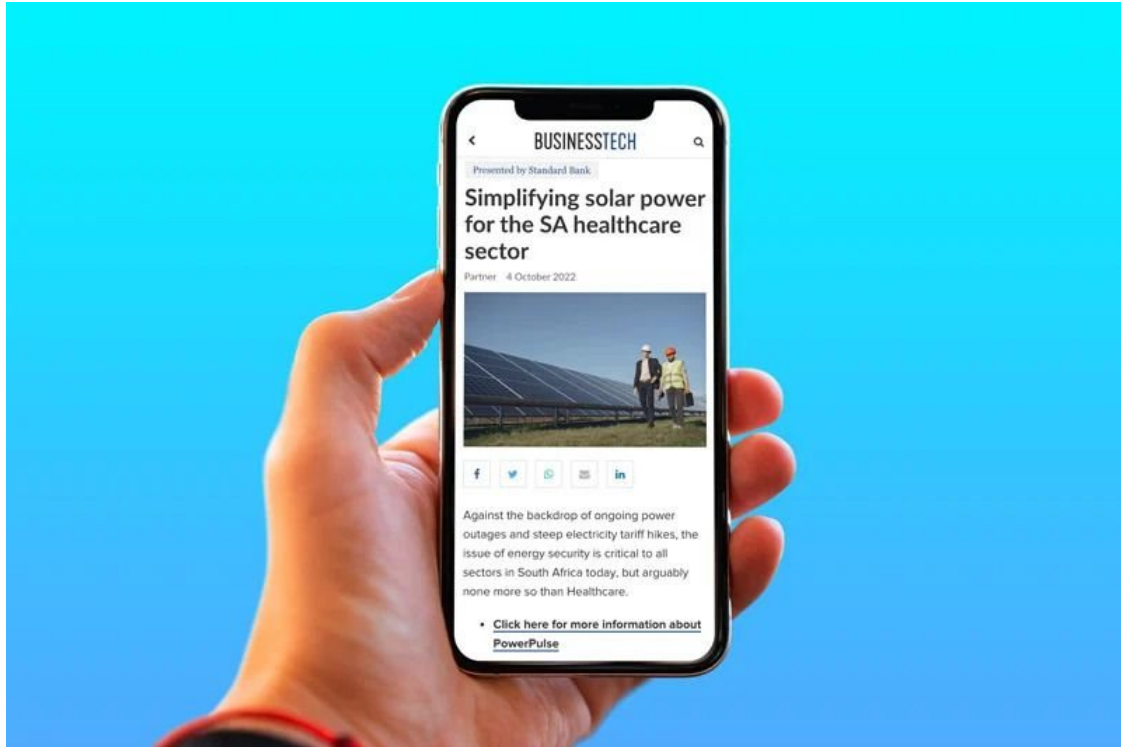 BUSINESSTECH
Presented by Standard Bank
Simplifying solar power
for the SA healthcare
sector
Partner 4 October 2022
Against the backdrop of ongoing power
outages and steep electricity tariff hikes, the
issue of energy security is critical to all
sectors in South Africa today, but arguably
none more so than Healthcare.
• Click here for more information about
PowerPulse